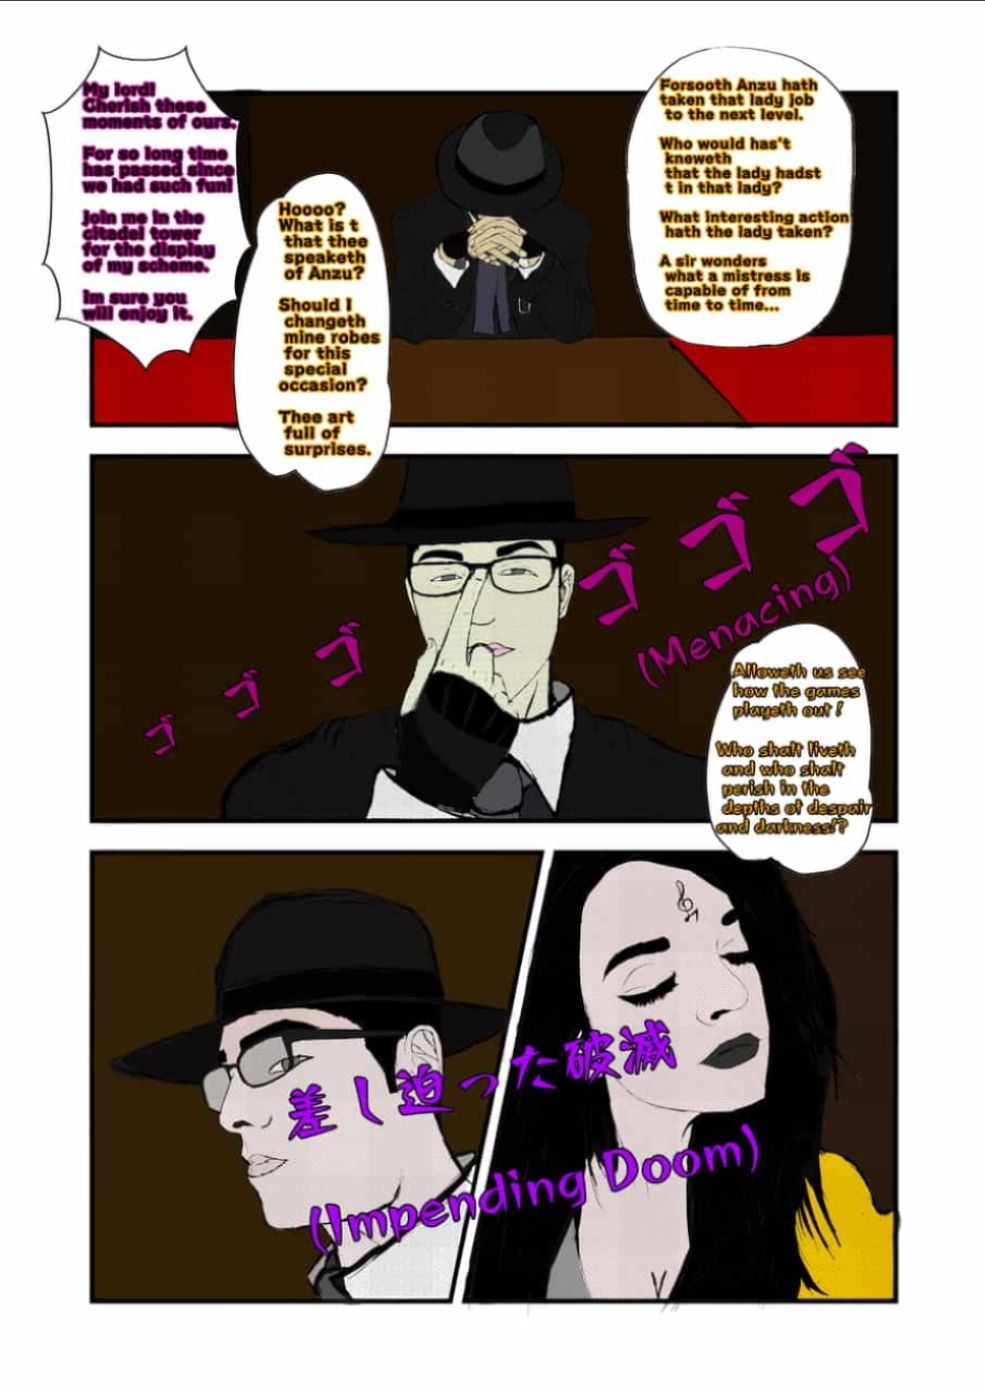 My lord!
Cherish these
moments of ours.
For so long time
has passed since
we had such fun!
Join me in the
citadel tower
for the display
of my scheme.
Im sure you
will enjoy it.
Hoooo?
What is t
that thee
speaketh
of Anzu?
Should I
changeth
mine robes
for this
special
occasion?
Thee art
full of
surprises.
Forsooth Anzu hath
taken that lady job
to the next level.
Who would has't
kneweth
that the lady hadst
t in that lady?
What interesting action
hath the lady taken?
A sir wonders
what a mistress is
capable of from
time to time...
ゴ ゴ ゴ ゴ ゴ ゴ
(Menacing)
Alloweth us see
how the games
playeth out !
Who shalt liveth
and who shalt
perish in the
depths of despair
and darkness!?
差し迫った破滅
(Impending Doom)